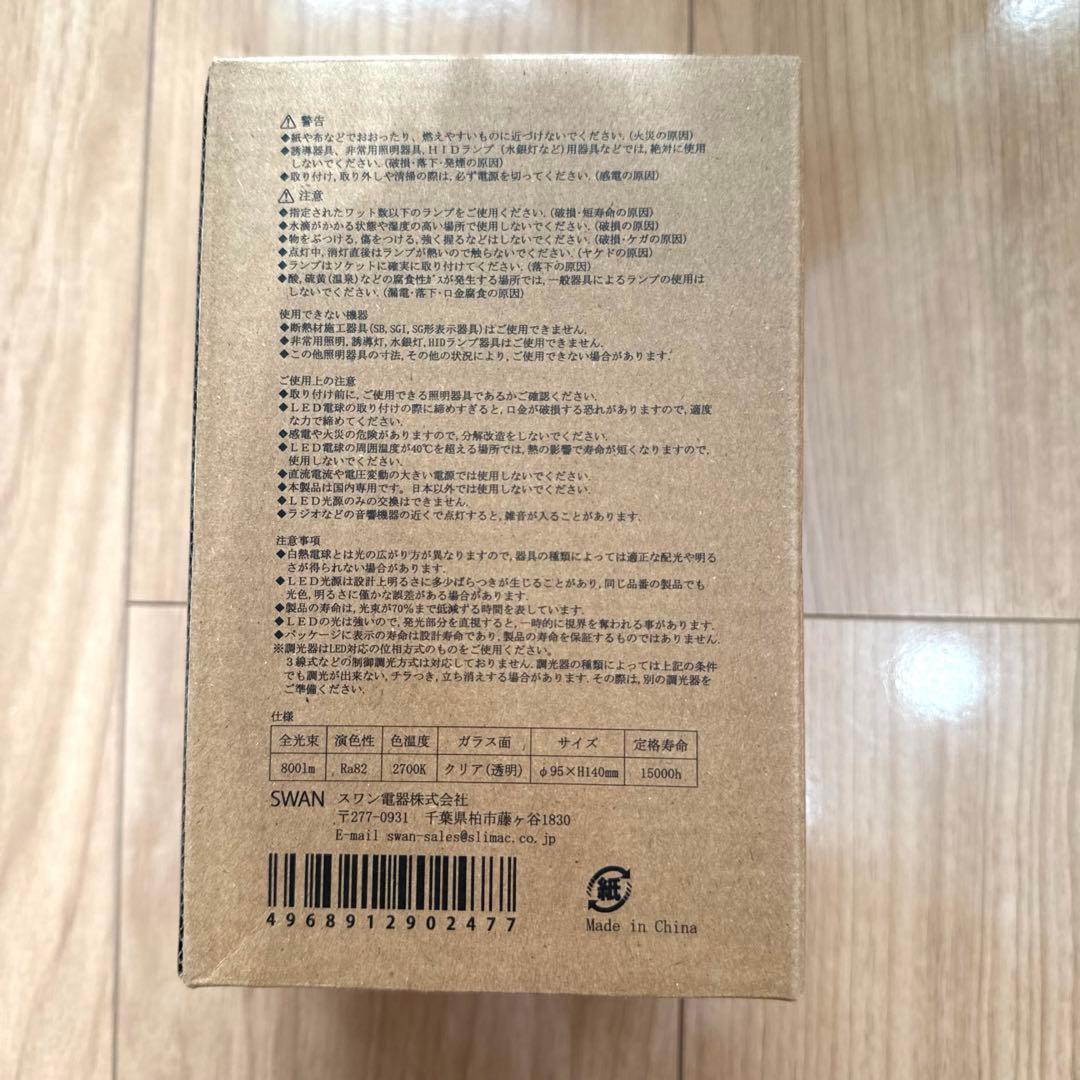 ⚠ 警告
◆紙や布などでおおったり、燃えやすいものに近づけないでください.(火災の原因)
◆誘導器具、非常用照明器具,HIDランプ (水銀灯など)用器具などでは,絶対に使用
しないでください.(破損・落下・発煙の原因)
◆取り付け,取り外しや清掃の際は,必ず電源を切ってください.(感電の原因)
⚠ 注意
◆指定されたワット数以下のランプをご使用ください.(破損・短寿命の原因)
◆水滴がかかる状態や湿度の高い場所で使用しないでください.(破損の原因)
◆物をぶつける,傷をつける,強く握るなどはしないでください.(破損・ケガの原因)
◆点灯中,消灯直後はランプが熱いので触らないでください.(ヤケドの原因)
◆ランプはソケットに確実に取り付けてください.(落下の原因)
◆酸,硫黄(温泉)などの腐食性ガスが発生する場所では,一般器具によるランプの使用は
しないでください.(漏電・落下・口金腐食の原因)
使用できない機器
◆断熱材施工器具(SB,SGI,SG形表示器具)はご使用できません.
◆非常用照明,誘導灯,水銀灯,HIDランプ器具はご使用できません.
◆この他照明器具の寸法,その他の状況により,ご使用できない場合があります.
ご使用上の注意
◆取り付け前に,ご使用できる照明器具であるかご確認ください.
◆LED電球の取り付けの際に締めすぎると,口金が破損する恐れがありますので,適度
な力で締めてください.
◆感電や火災の危険がありますので,分解改造をしないでください.
◆LED電球の周囲温度が40℃を超える場所では,熱の影響で寿命が短くなりますので,
使用しないでください.
◆直流電流や電圧変動の大きい電源では使用しないでください.
◆本製品は国内専用です。日本以外では使用しないでください.
◆LED光源のみの交換はできません.
◆ラジオなどの音響機器の近くで点灯すると,雑音が入ることがあります.
注意事項
◆白熱電球とは光の広がり方が異なりますので,器具の種類によっては適正な配光や明る
さが得られない場合があります.
◆LED光源は設計上明るさに多少ばらつきが生じることがあり,同じ品番の製品でも
光色,明るさに僅かな誤差がある場合があります.
◆製品の寿命は,光束が70%まで低減ずる時間を表しています.
◆LEDの光は強いので,発光部分を直視すると,一時的に視界を奪われる事があります.
◆パッケージに表示の寿命は設計寿命であり,製品の寿命を保証するものではありません.
※調光器はLED対応の位相方式のものをご使用ください。
3線式などの制御調光方式は対応しておりません.調光器の種類によっては上記の条件
でも調光が出来ない,チラつき,立ち消えする場合があります.その際は,別の調光器を
ご準備ください.
仕様
全光束 演色性 色温度 ガラス面 サイズ 定格寿命
800lm Ra82 2700K クリア(透明) φ95×H140mm 15000h
SWAN スワン電器株式会社
〒277-0931 千葉県柏市藤ヶ谷1830
E-mail swan-sales@slimac.co.jp
4968912902477
紙
Made in China